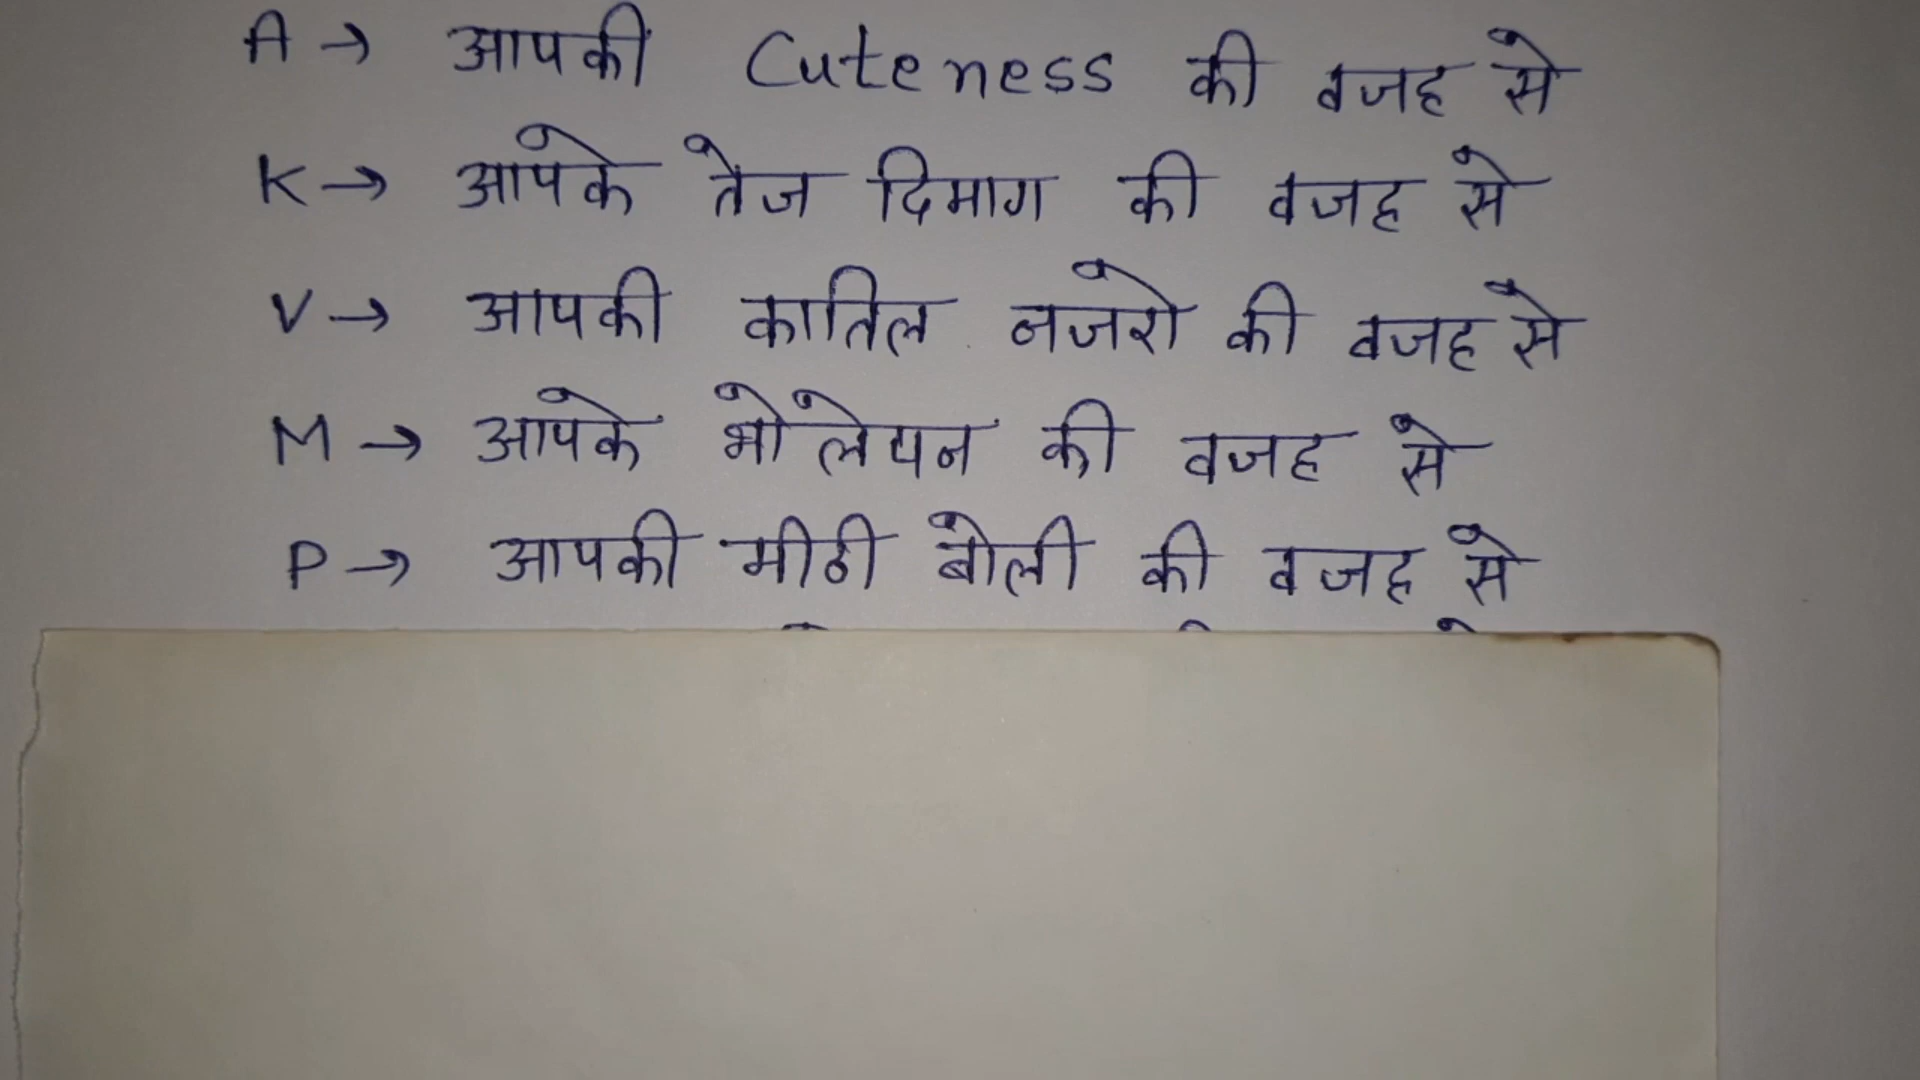 A → आपकी Cuteness की वजह से
K → आपके तेज दिमाग की वजह से
V → आपकी कातिल नजरो की वजह से
M → आपके भोलेपन की वजह से
P → आपकी मीठी बोली की वजह से